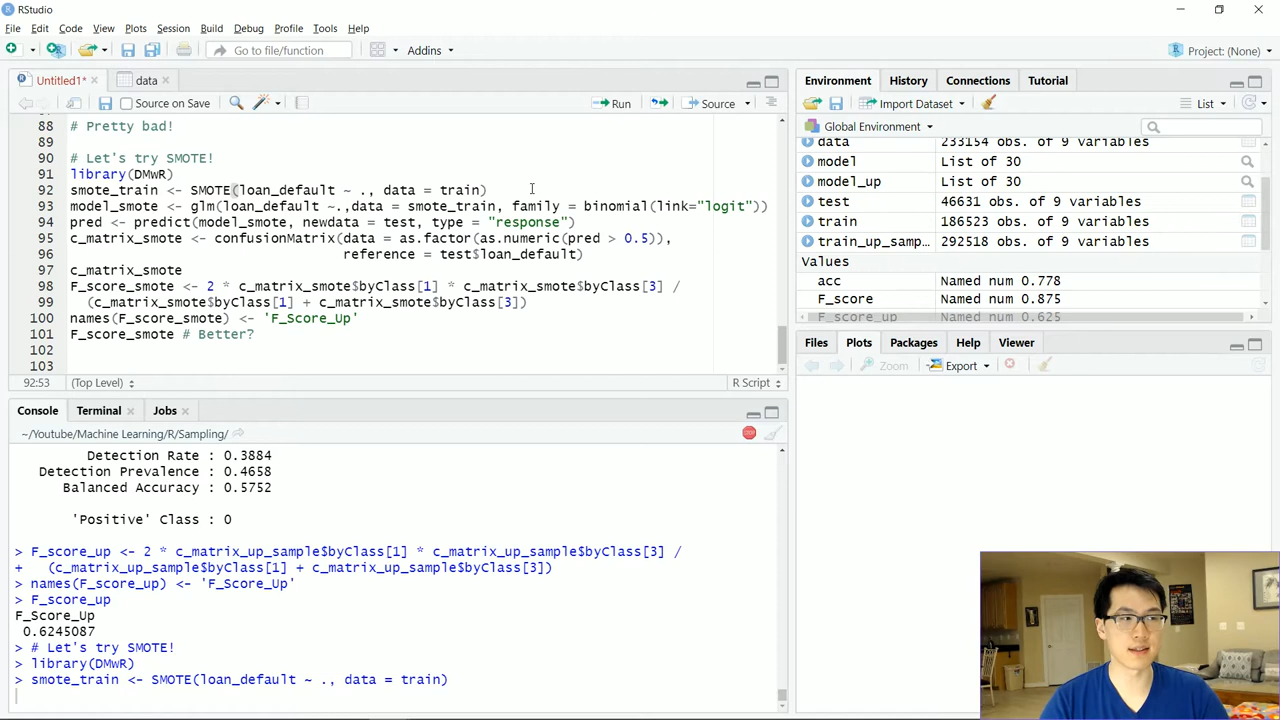 RStudio
File Edit Code View Plots Session Build Debug Profile Tools Help
Go to file/function Addins Project: (None)
Untitled1* data
Source on Save Run Source
88 # Pretty bad!
89
90 # Let's try SMOTE!
91 library(DMwR)
92 smote_train <- SMOTE(loan_default ~ ., data = train)
93 model_smote <- glm(loan_default ~.,data = smote_train, family = binomial(link="logit"))
94 pred <- predict(model_smote, newdata = test, type = "response")
95 c_matrix_smote <- confusionMatrix(data = as.factor(as.numeric(pred > 0.5)),
96 reference = test$loan_default)
97 c_matrix_smote
98 F_score_smote <- 2 * c_matrix_smote$byClass[1] * c_matrix_smote$byClass[3] /
99 (c_matrix_smote$byClass[1] + c_matrix_smote$byClass[3])
100 names(F_score_smote) <- 'F_Score_Up'
101 F_score_smote # Better?
102
103
92:53 (Top Level) R Script
Console Terminal Jobs
~/Youtube/Machine Learning/R/Sampling/
Detection Rate : 0.3884
Detection Prevalence : 0.4658
Balanced Accuracy : 0.5752
'Positive' Class : 0
> F_score_up <- 2 * c_matrix_up_sample$byClass[1] * c_matrix_up_sample$byClass[3] /
+ (c_matrix_up_sample$byClass[1] + c_matrix_up_sample$byClass[3])
> names(F_score_up) <- 'F_Score_Up'
> F_score_up
F_Score_Up
0.6245087
> # Let's try SMOTE!
> library(DMwR)
> smote_train <- SMOTE(loan_default ~ ., data = train)
Environment History Connections Tutorial
Import Dataset List
Global Environment
data 233154 obs. of 9 variables
model List of 30
model_up List of 30
test 46631 obs. of 9 variables
train 186523 obs. of 9 variables
train_up_samp… 292518 obs. of 9 variables
Values
acc Named num 0.778
F_score Named num 0.875
F_score_up Named num 0.625
Files Plots Packages Help Viewer
Zoom Export